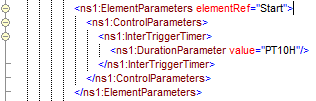 <ns1:ElementParameters elementRef="Start">
<ns1:ControlParameters>
<ns1:InterTriggerTimer>
<ns1:DurationParameter value="PT10H"/>
</ns1:InterTriggerTimer>
</ns1:ControlParameters>
</ns1:ElementParameters>